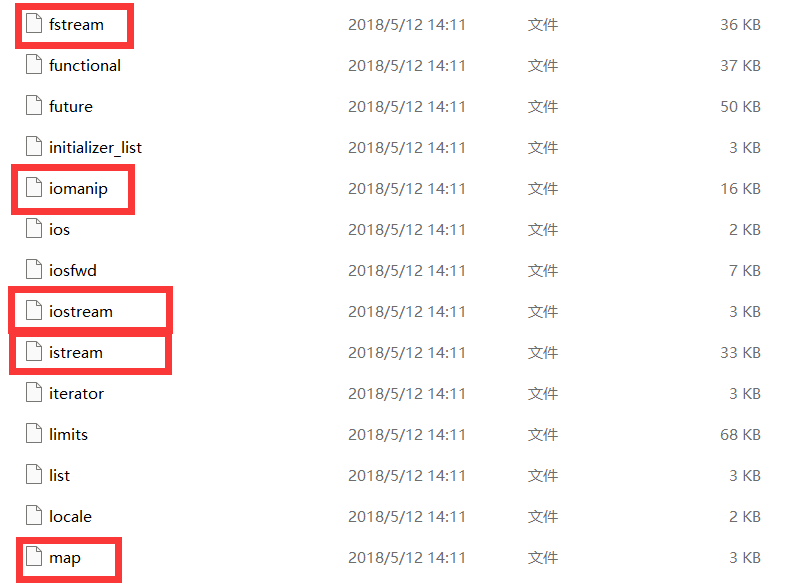 fstream 2018/5/12 14:11 文件 36 KB
functional 2018/5/12 14:11 文件 37 KB
future 2018/5/12 14:11 文件 50 KB
initializer_list 2018/5/12 14:11 文件 3 KB
iomanip 2018/5/12 14:11 文件 16 KB
ios 2018/5/12 14:11 文件 2 KB
iosfwd 2018/5/12 14:11 文件 7 KB
iostream 2018/5/12 14:11 文件 3 KB
istream 2018/5/12 14:11 文件 33 KB
iterator 2018/5/12 14:11 文件 3 KB
limits 2018/5/12 14:11 文件 68 KB
list 2018/5/12 14:11 文件 3 KB
locale 2018/5/12 14:11 文件 2 KB
map 2018/5/12 14:11 文件 3 KB